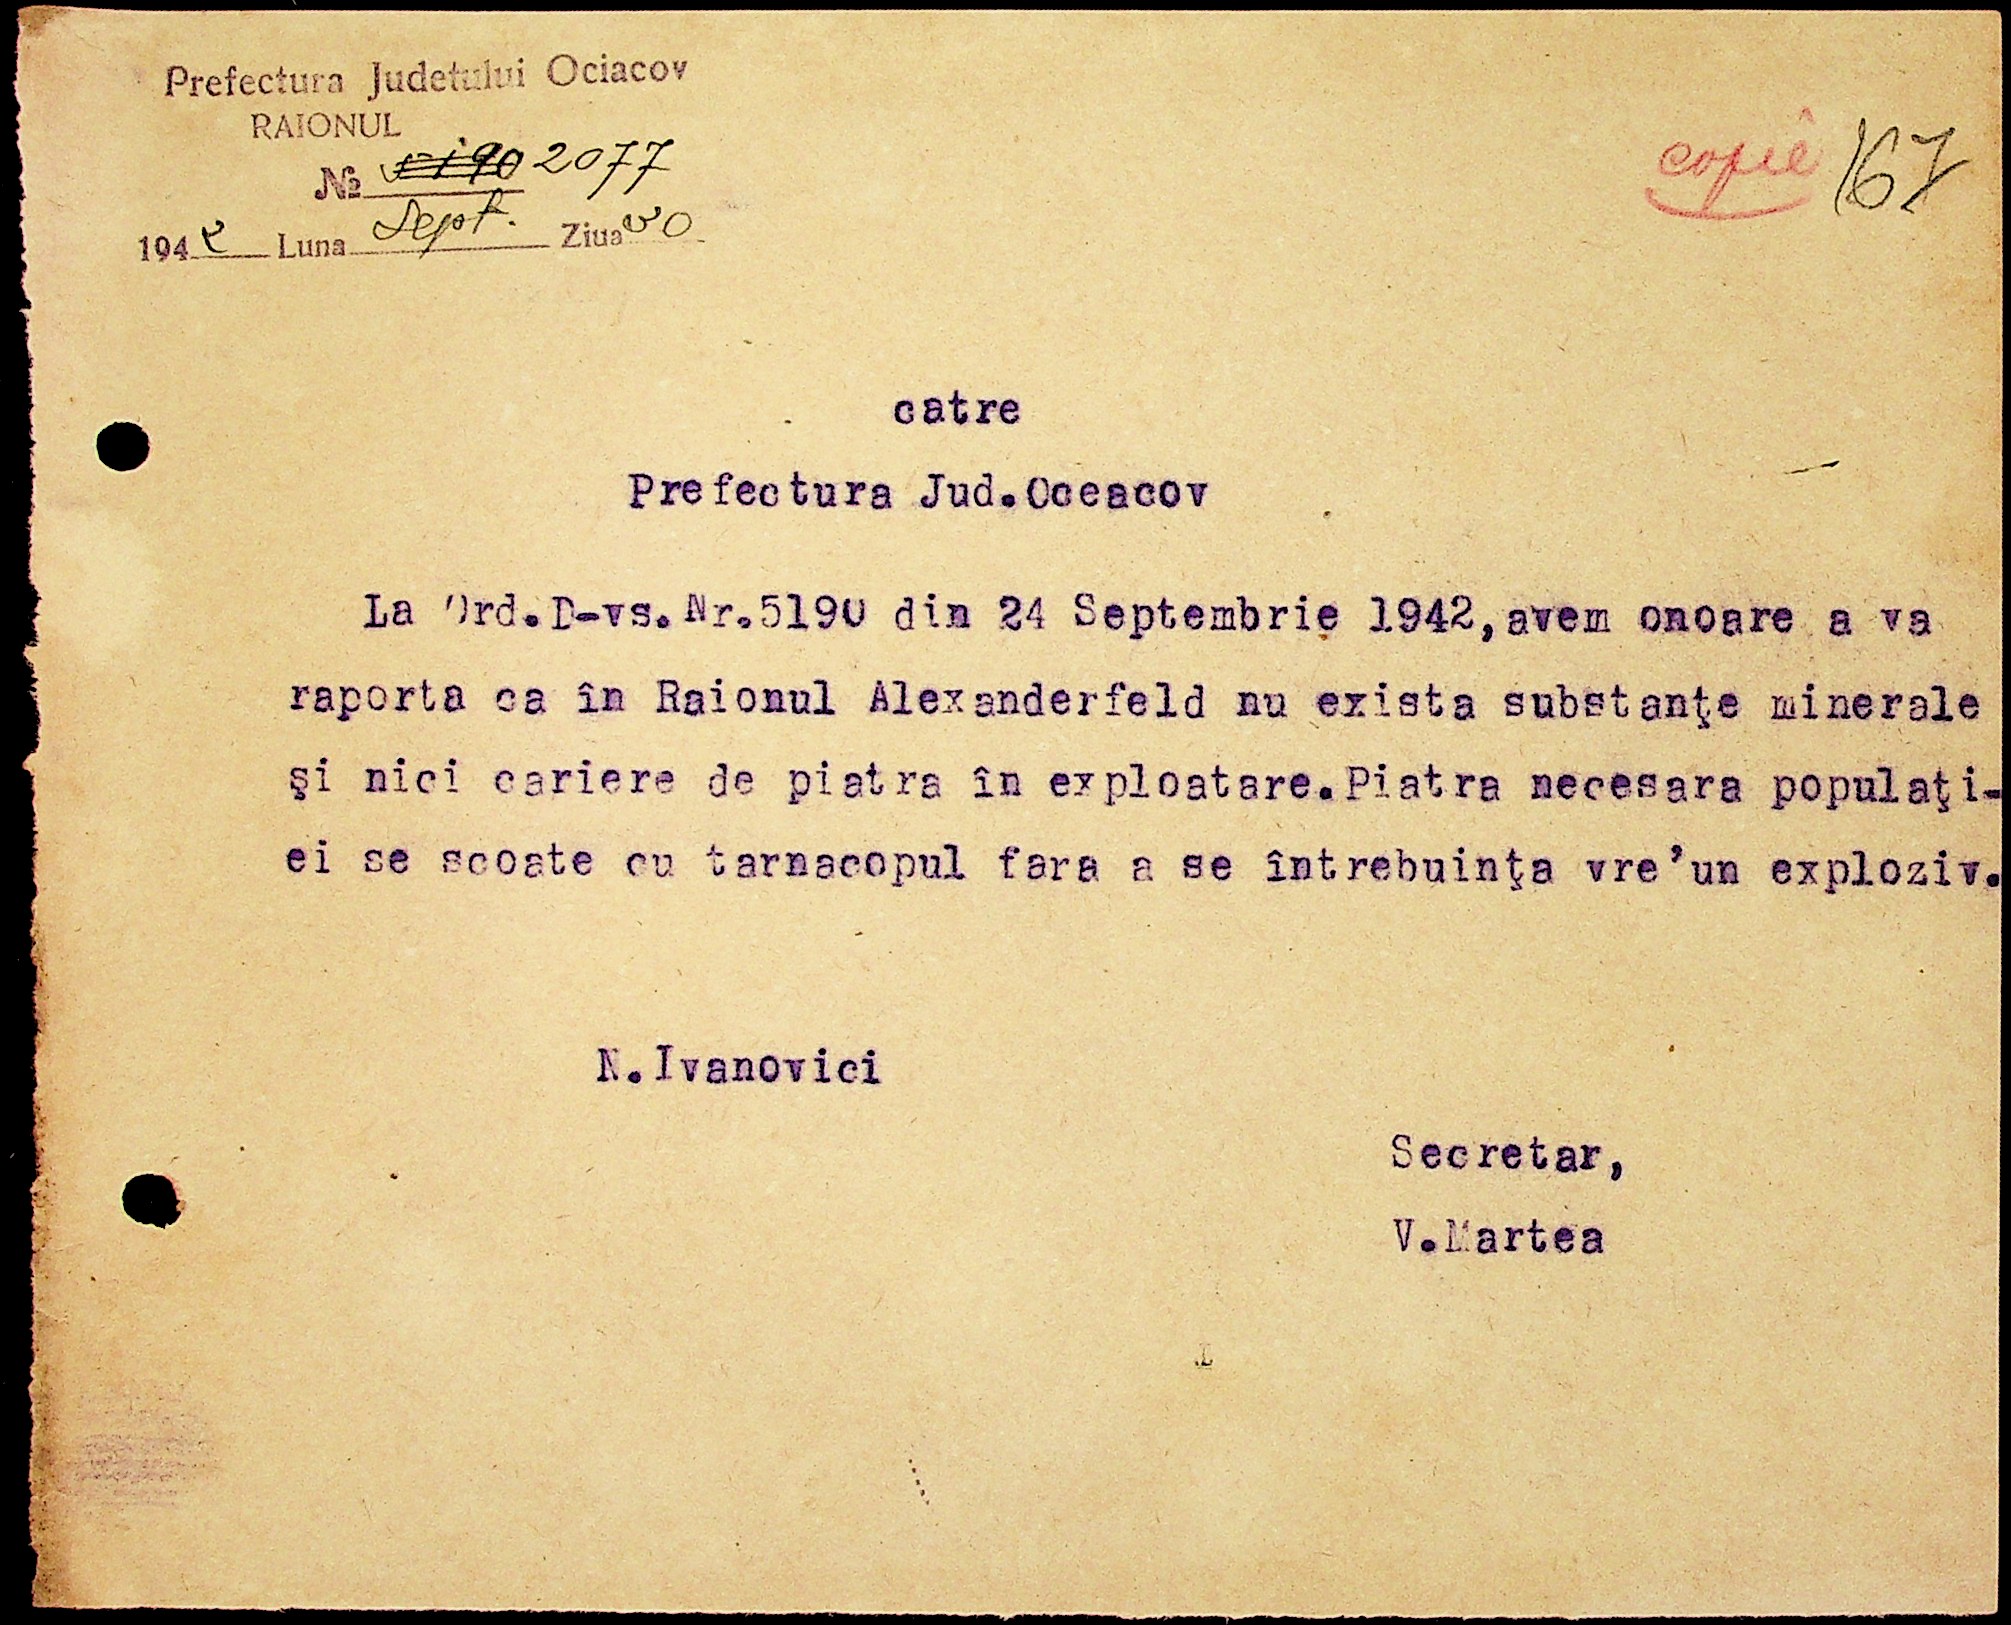 Prefectura Judetului Ociacov
RAIONUL
№ 5190 2077
1942 Luna Sept. Ziua 30
copie 167
catre
Prefectura Jud.Oceacov
La Ord.D-vs.Nr.5190 din 24 Septembrie 1942,avem onoare a va
raporta ca în Raionul Alexanderfeld nu exista substanţe minerale
şi nici cariere de piatra în exploatare.Piatra necesara populaţi-
ei se scoate cu tarnacopul fara a se întrebuinţa vre'un exploziv.
N.Ivanovici
Secretar,
V.Martea